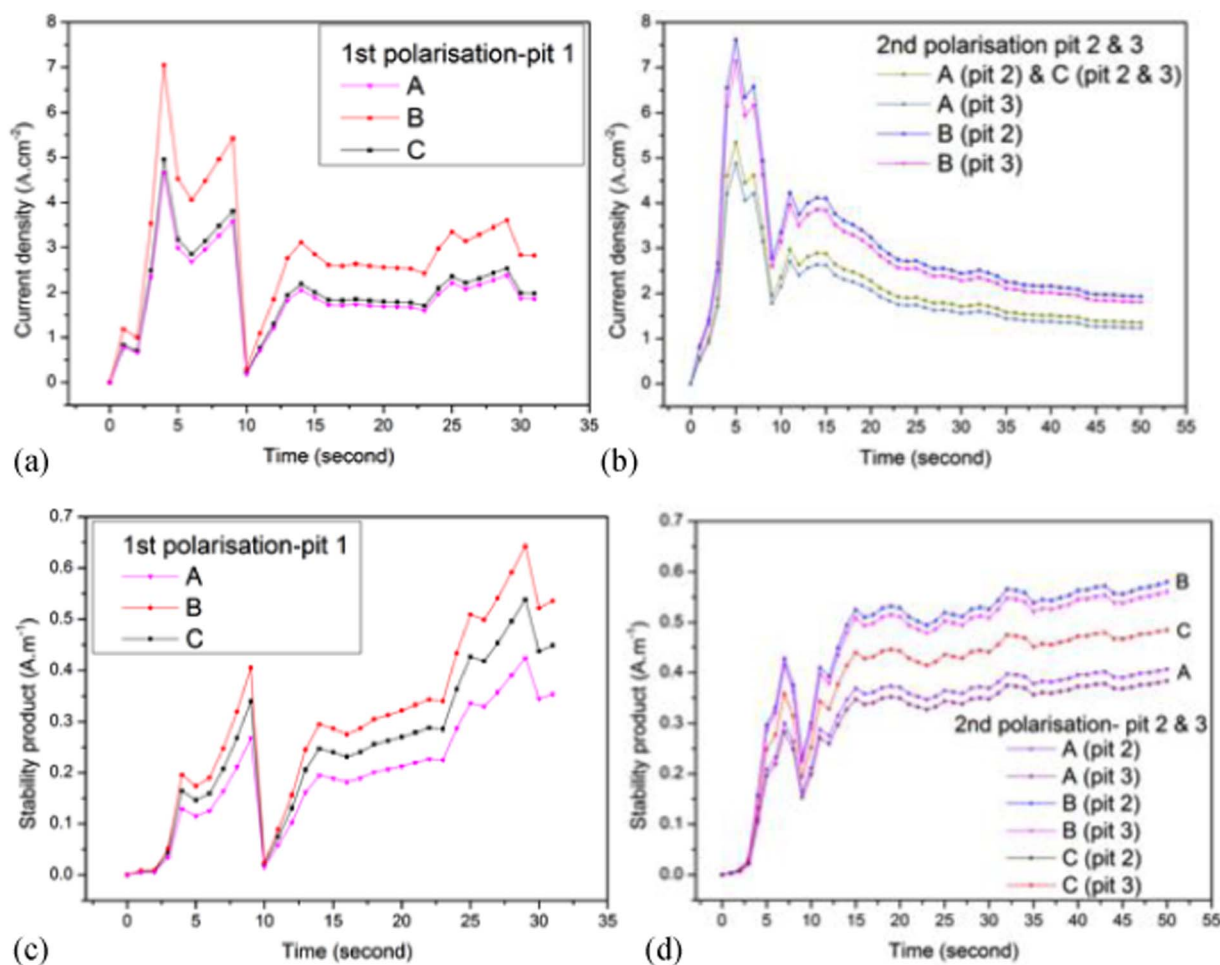 8
7
6
5
4
3
2
1
0
Current density (A.cm⁻²)
1st polarisation-pit 1
A
B
C
0 5 10 15 20 25 30 35
Time (second)
(a)
8
7
6
5
4
3
2
1
0
Current density (A.cm⁻²)
2nd polarisation pit 2 & 3
A (pit 2) & C (pit 2 & 3)
A (pit 3)
B (pit 2)
B (pit 3)
0 5 10 15 20 25 30 35 40 45 50 55
Time (second)
(b)
0.7
0.6
0.5
0.4
0.3
0.2
0.1
0.0
Stability product (A.m⁻¹)
1st polarisation-pit 1
A
B
C
0 5 10 15 20 25 30 35
Time (second)
(c)
0.7
0.6
0.5
0.4
0.3
0.2
0.1
0.0
Stability product (A.m⁻¹)
B
C
A
2nd polarisation- pit 2 & 3
A (pit 2)
A (pit 3)
B (pit 2)
B (pit 3)
C (pit 2)
C (pit 3)
0 5 10 15 20 25 30 35 40 45 50 55
Time (second)
(d)